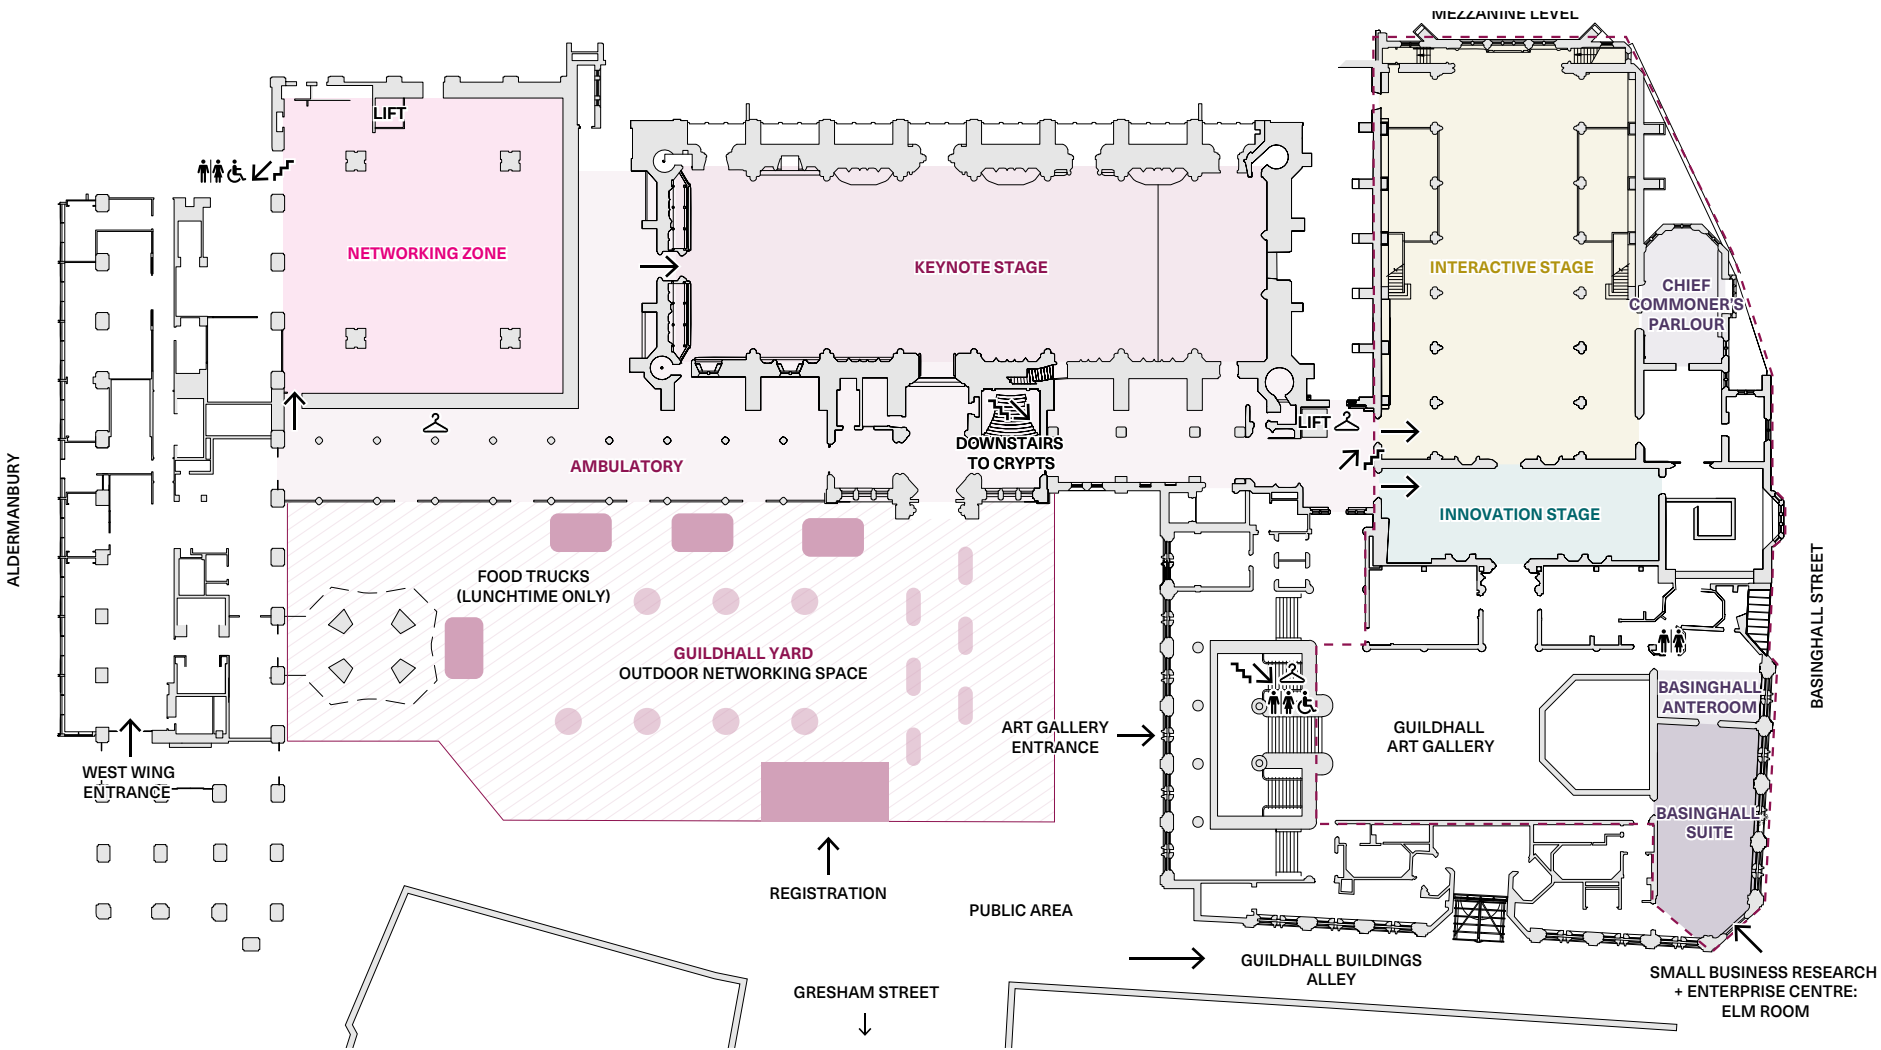 MEZZANINE LEVEL
LIFT
NETWORKING ZONE
KEYNOTE STAGE
INTERACTIVE STAGE
CHIEF
COMMONER'S
PARLOUR
LIFT
DOWNSTAIRS
TO CRYPTS
AMBULATORY
INNOVATION STAGE
ALDERMANBURY
BASINGHALL STREET
FOOD TRUCKS
(LUNCHTIME ONLY)
GUILDHALL YARD
OUTDOOR NETWORKING SPACE
BASINGHALL
ANTEROOM
ART GALLERY
ENTRANCE
GUILDHALL
ART GALLERY
WEST WING
ENTRANCE
BASINGHALL
SUITE
REGISTRATION
PUBLIC AREA
GUILDHALL BUILDINGS
ALLEY
SMALL BUSINESS RESEARCH
+ ENTERPRISE CENTRE:
ELM ROOM
GRESHAM STREET